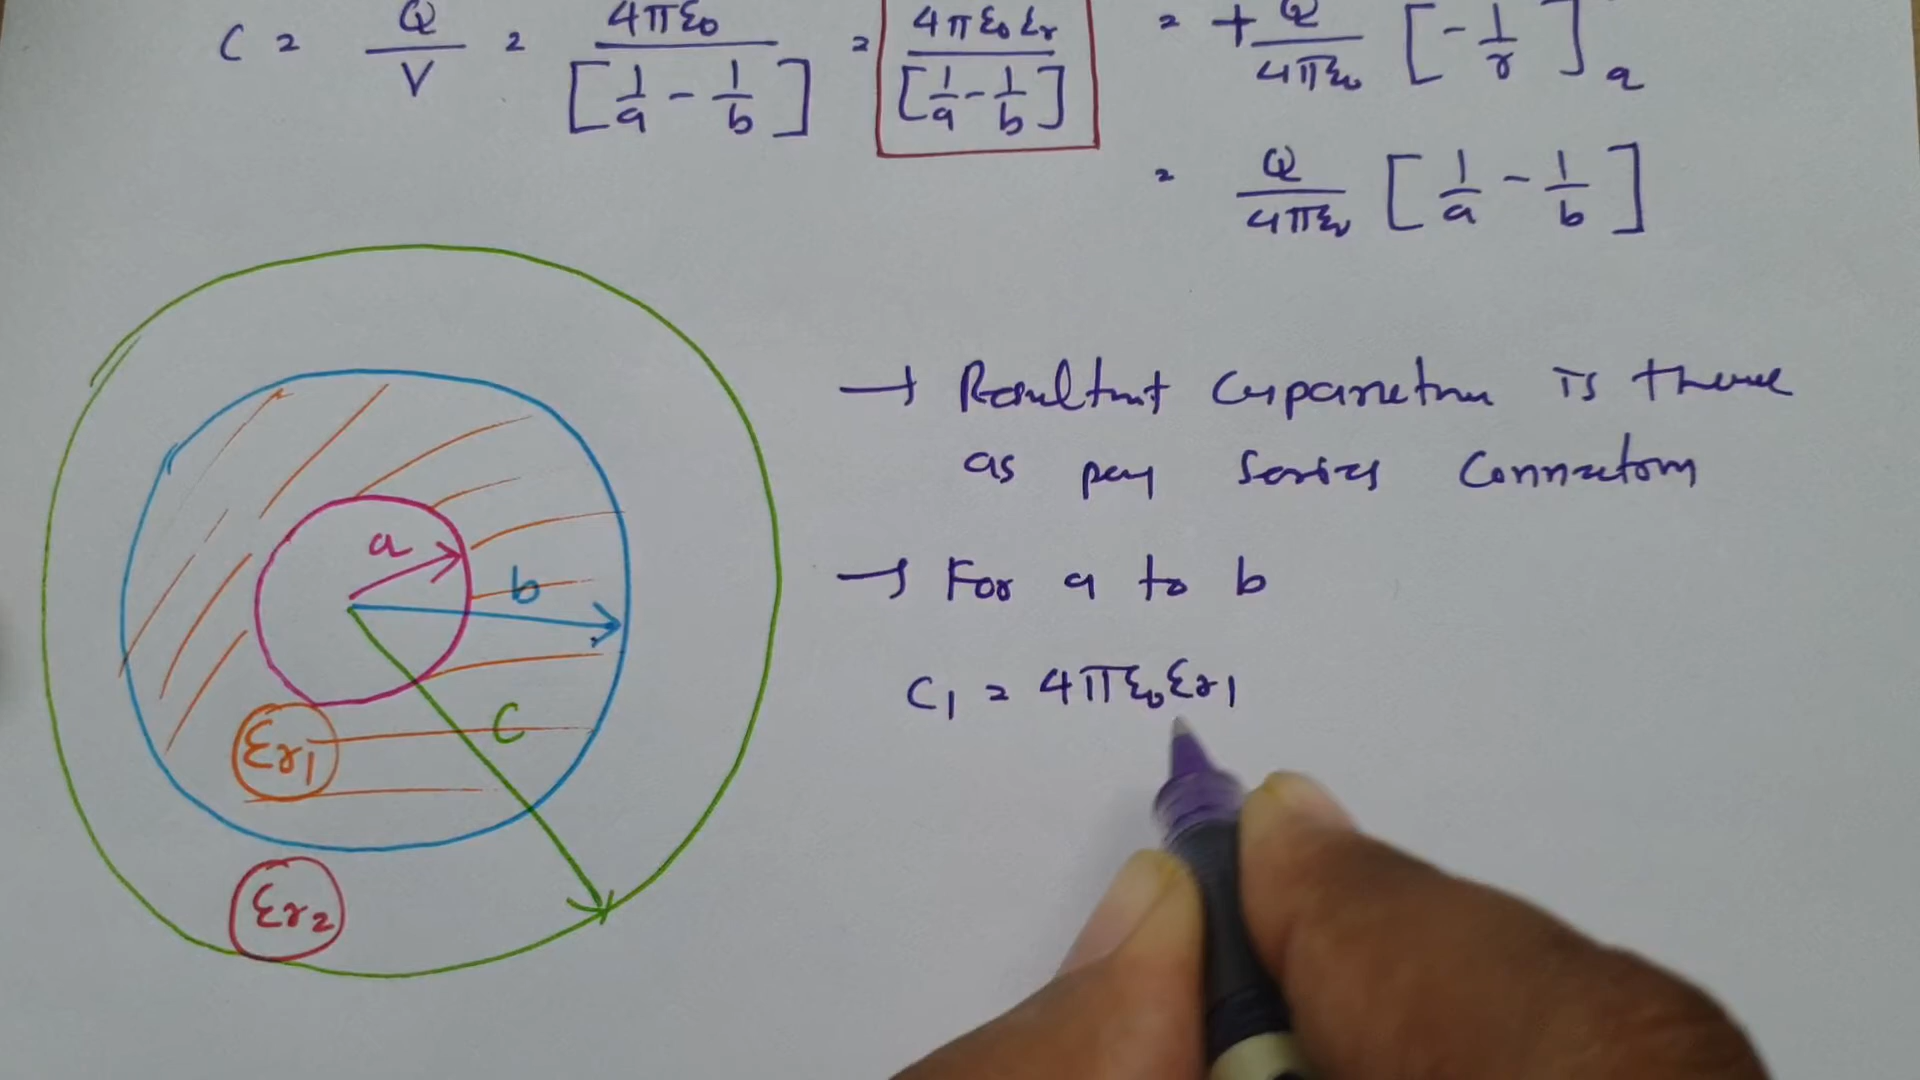 C = Q/V = 4πε₀/[1/a - 1/b] = 4πε₀εr/[1/a - 1/b]
= + Q/4πε₀ [-1/r]a
= Q/4πε₀ [1/a - 1/b]
→ Resultant Capacitance is there
as per series Connection
→ For a to b
C₁ = 4πε₀εr₁
a
b
C
εr₁
εr₂